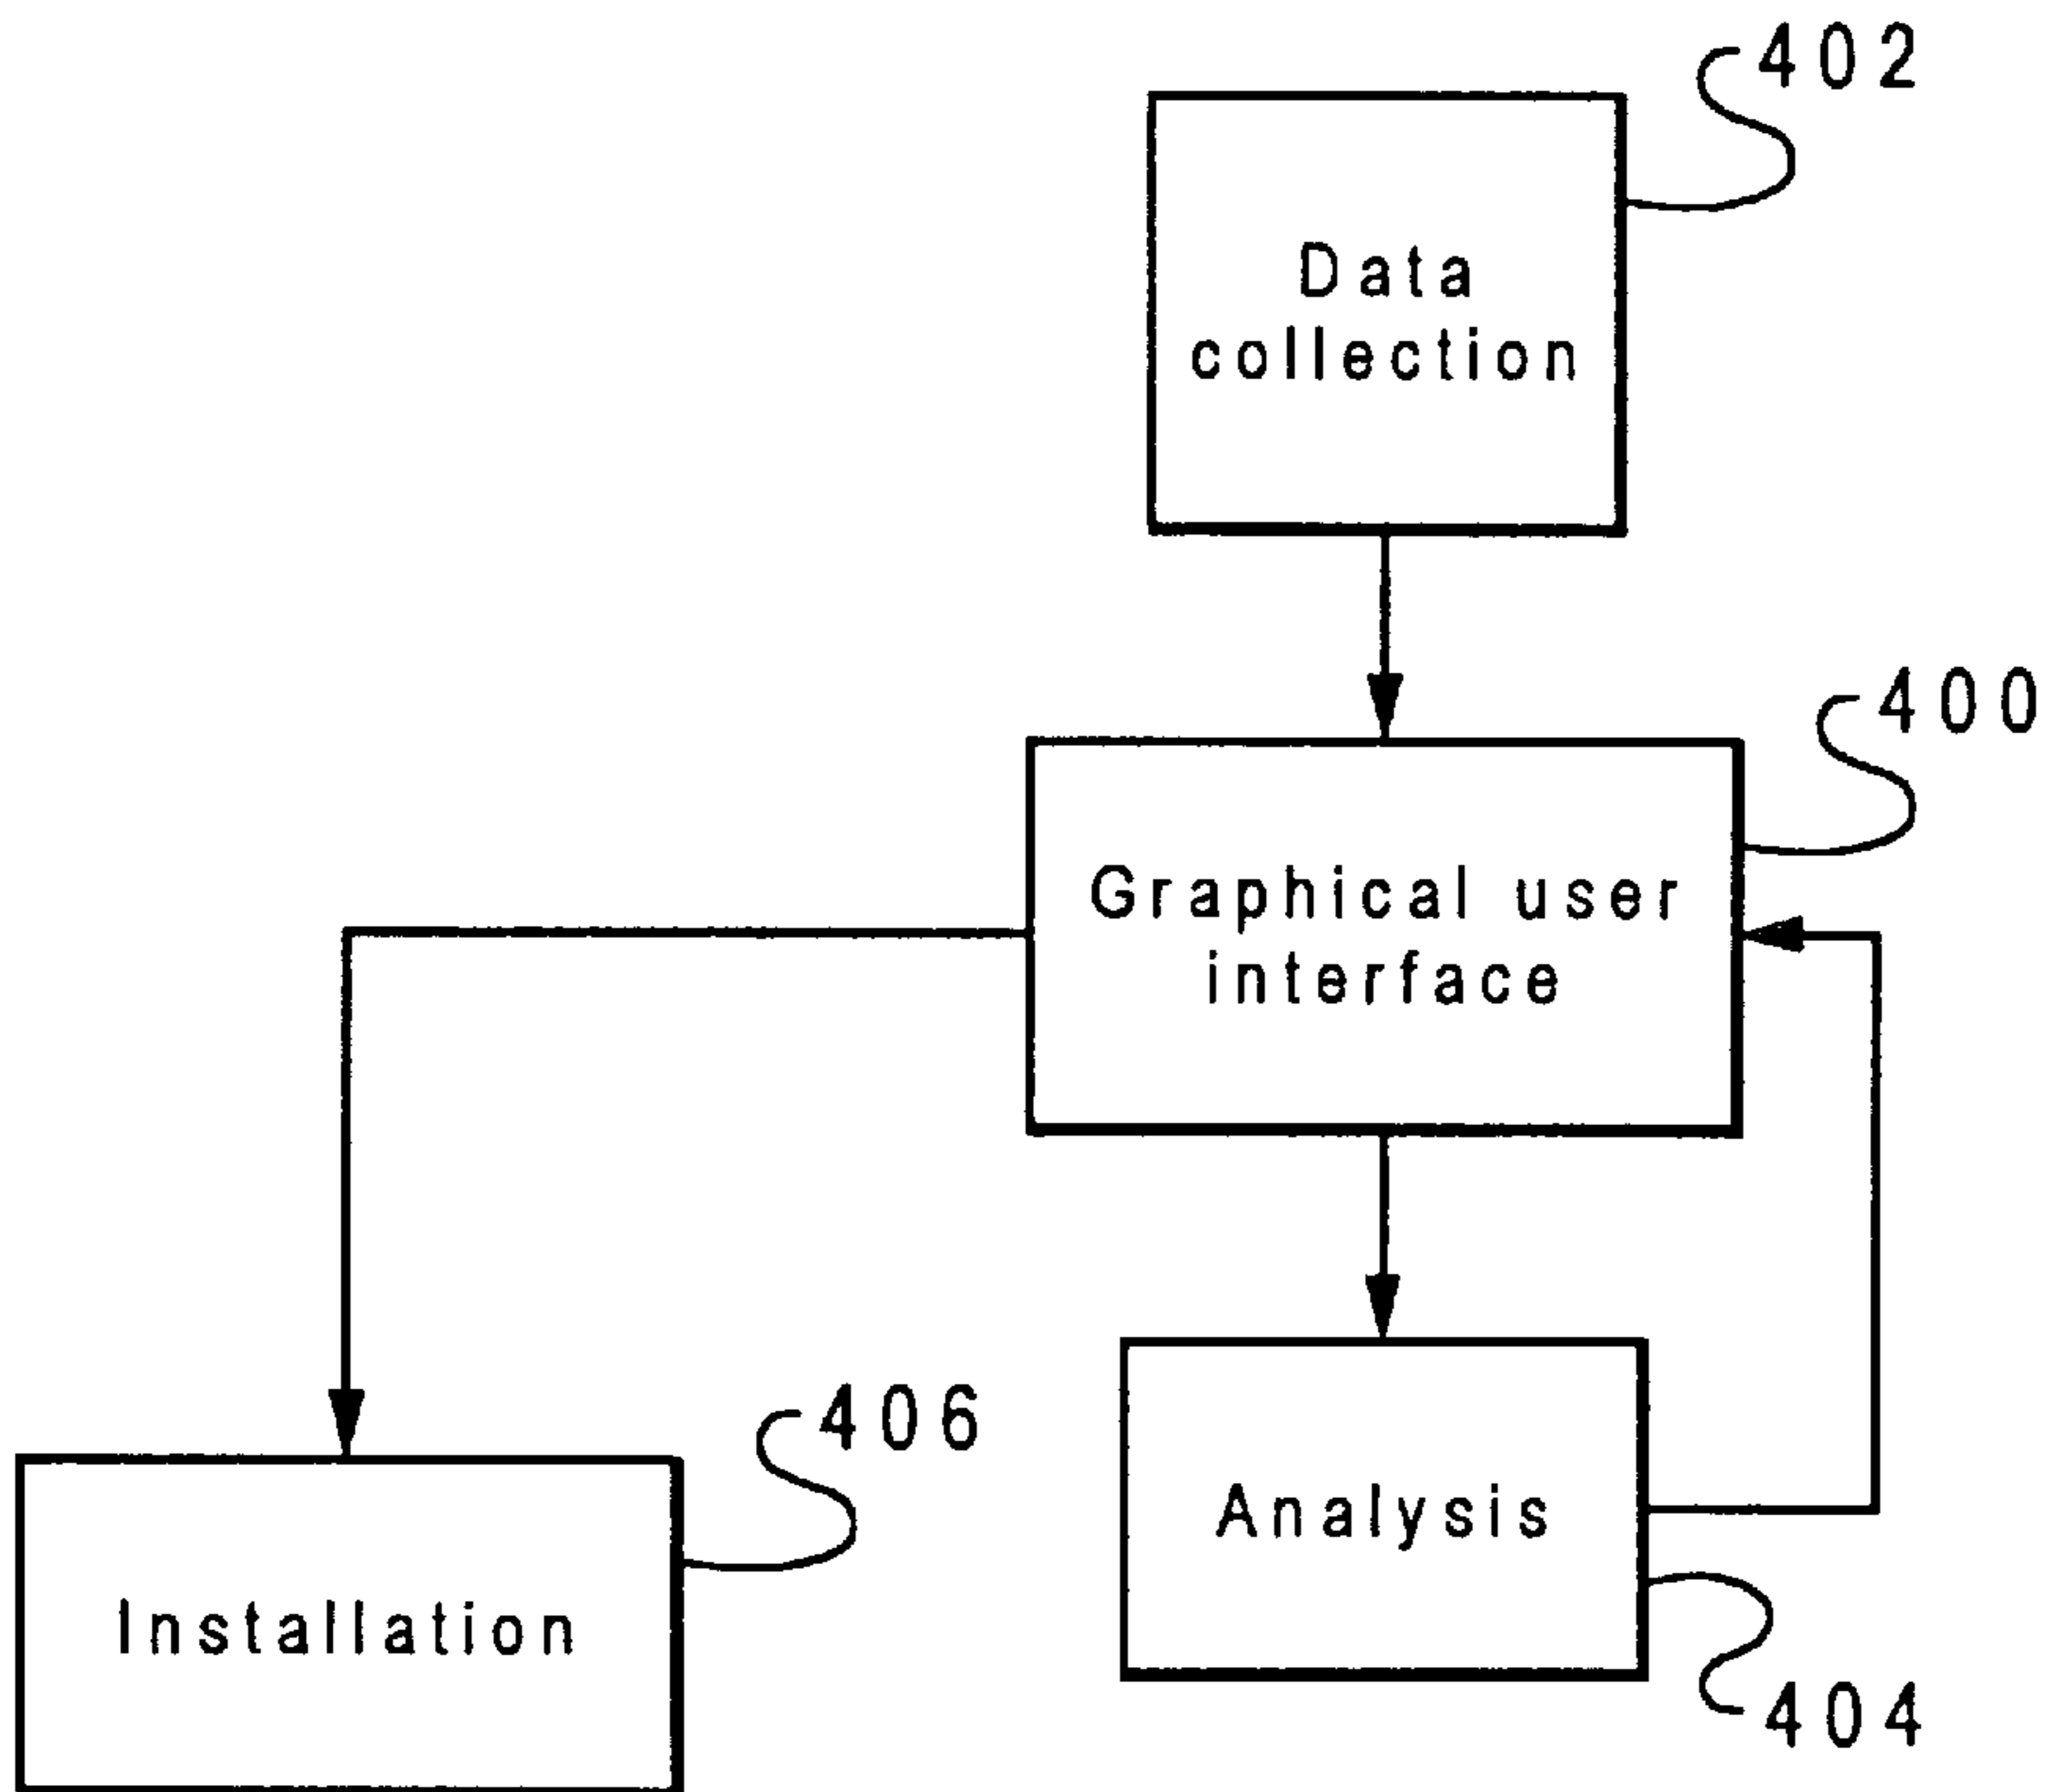 402
Data
collection
400
Graphical user
interface
406
Analysis
Installation
404